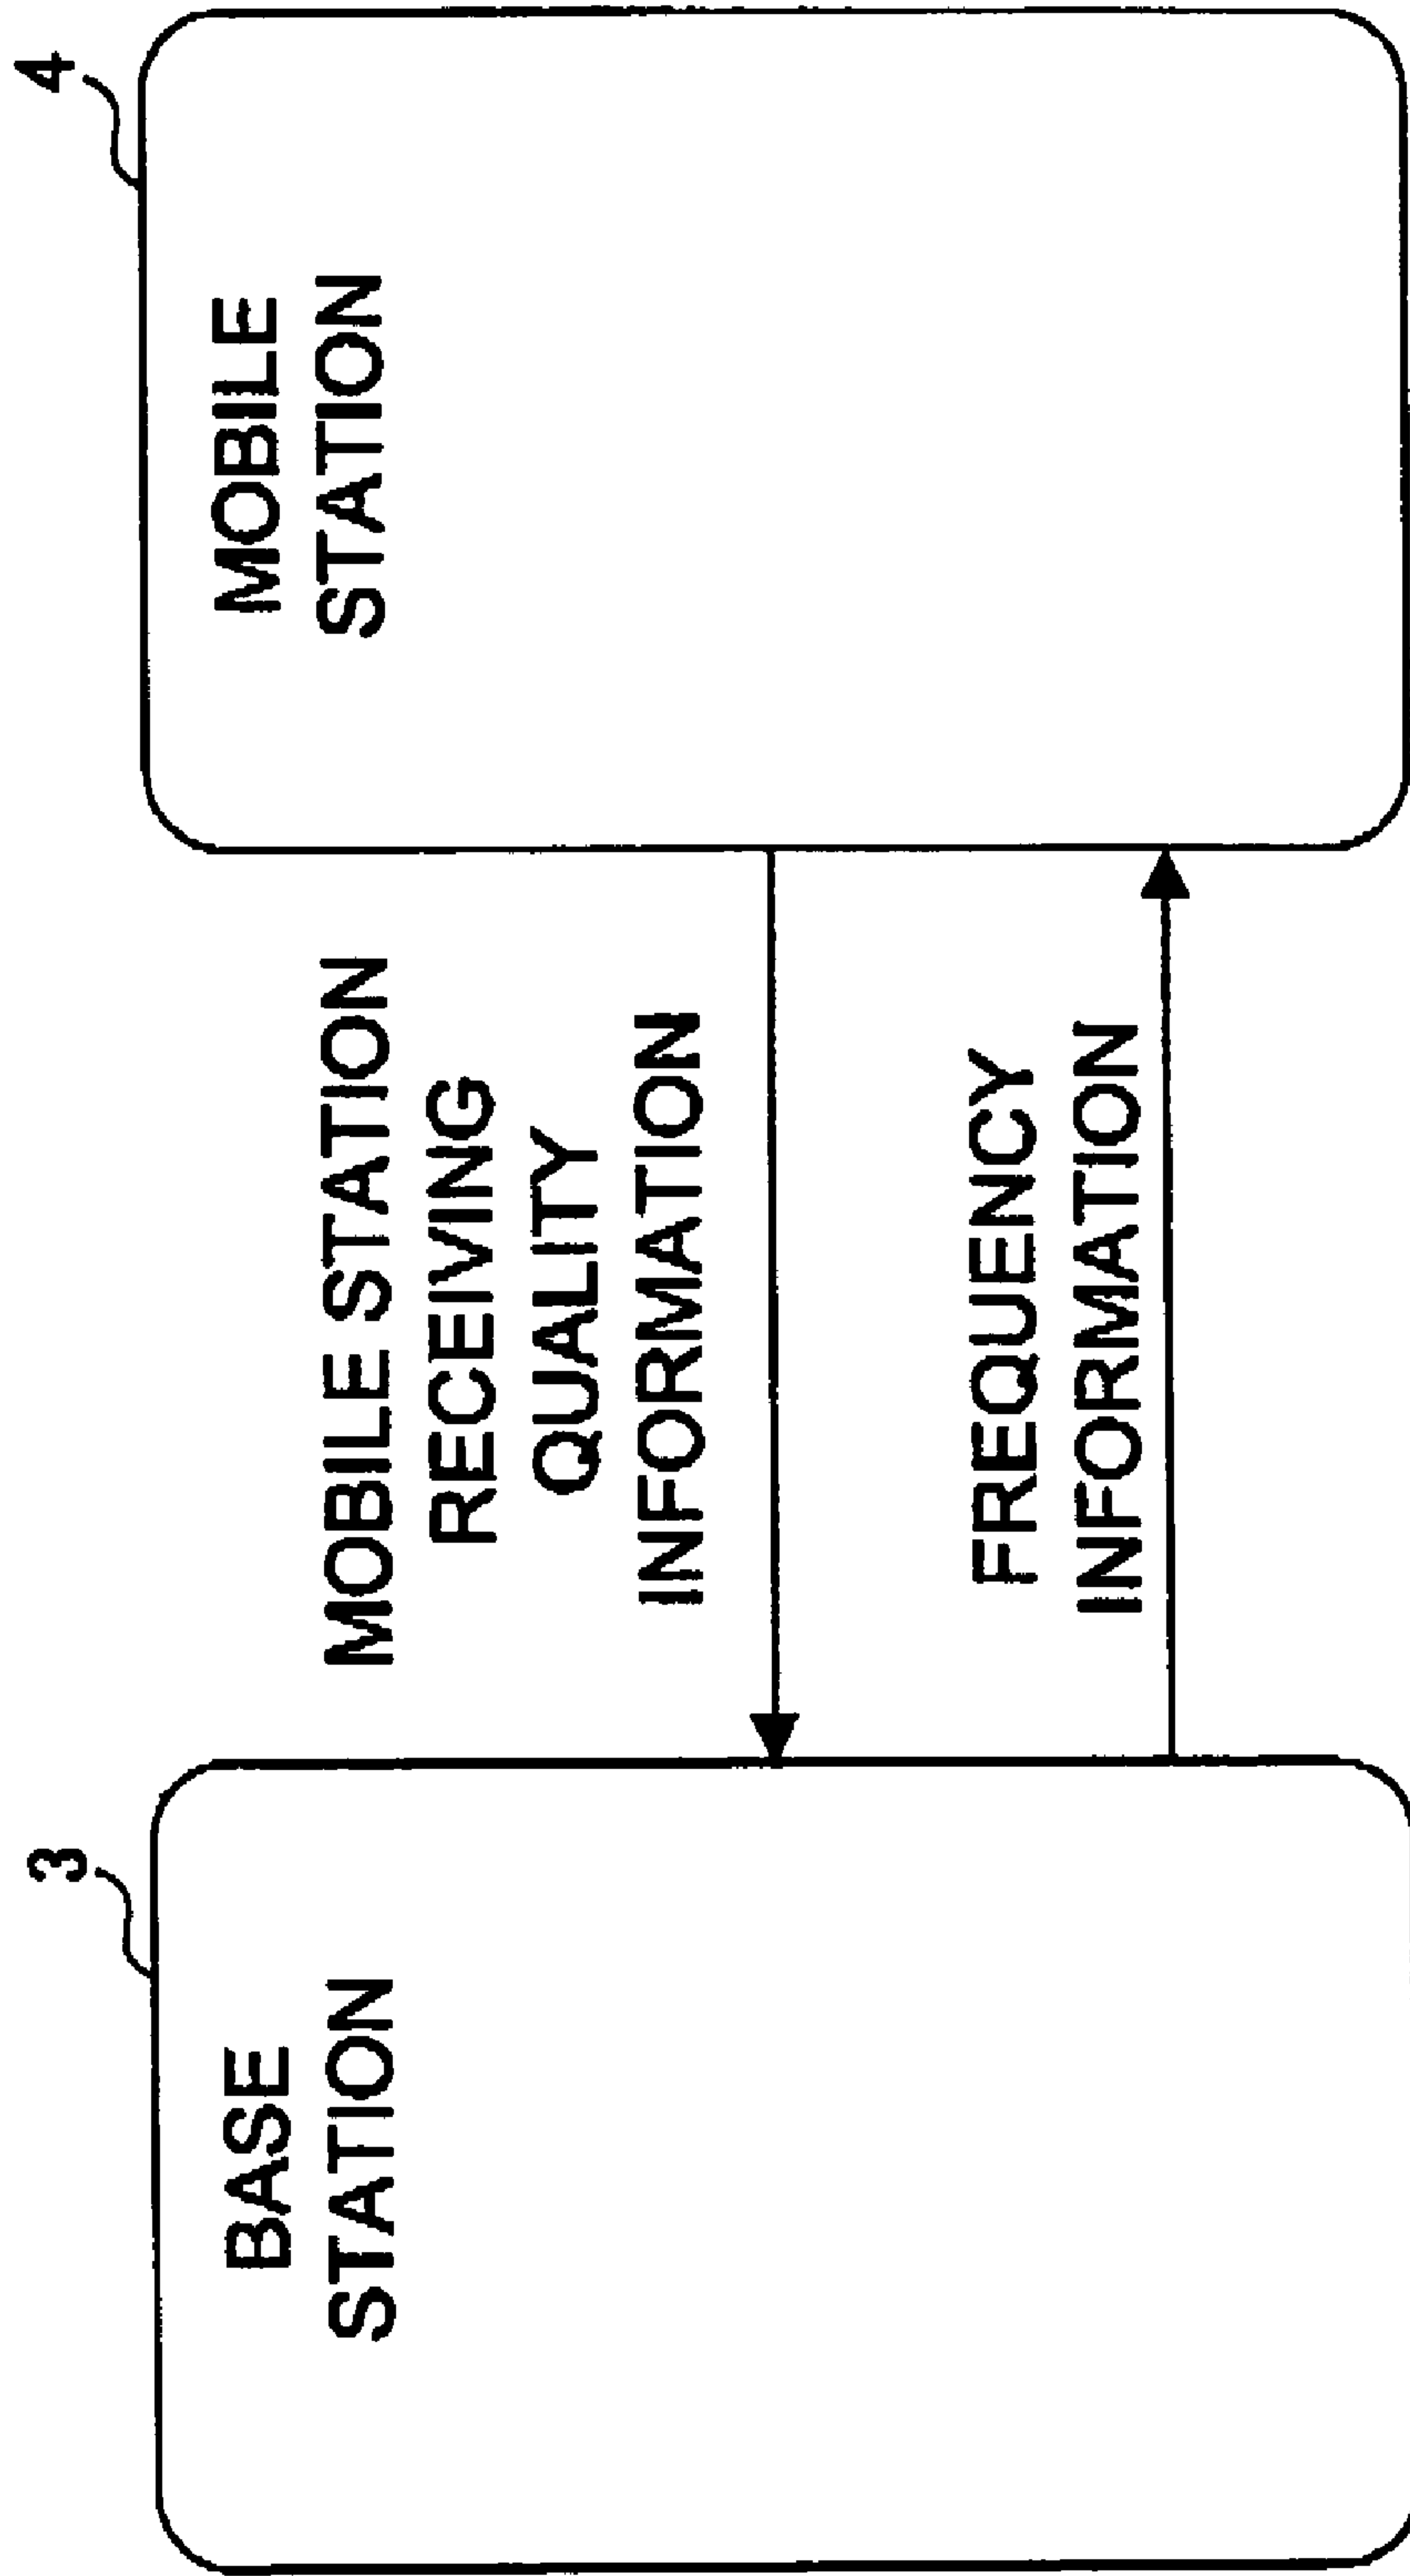 3
BASE
STATION
MOBILE STATION
RECEIVING
QUALITY
INFORMATION
FREQUENCY
INFORMATION
4
MOBILE
STATION